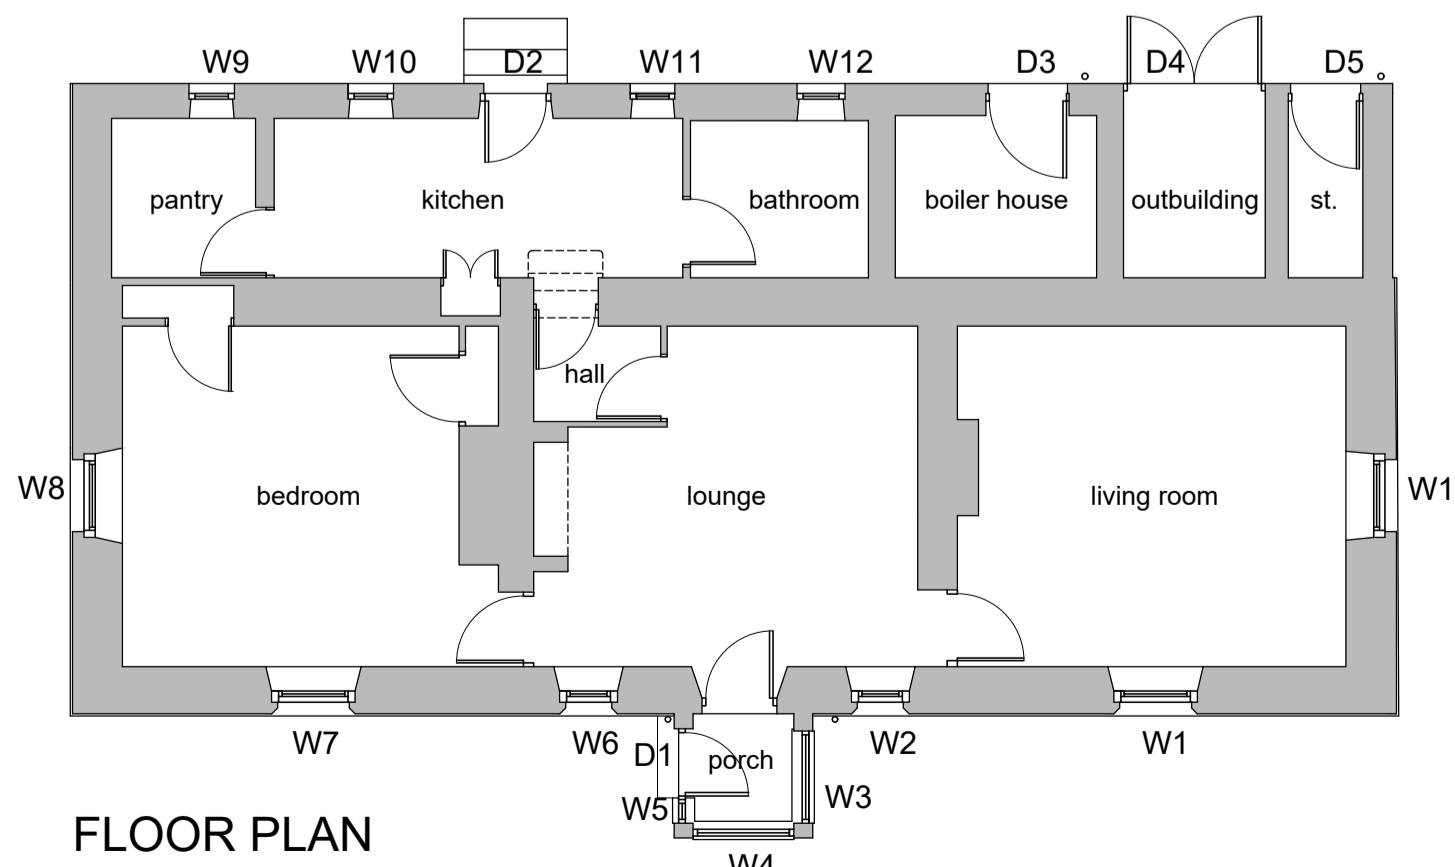 W9 W10 D2 W11 W12 D3 D4 D5
pantry kitchen bathroom boiler house outbuilding st.
hall
W8 bedroom lounge living room W1
W7 W6 D1 porch W2 W1
W5 W3
FLOOR PLAN
W4